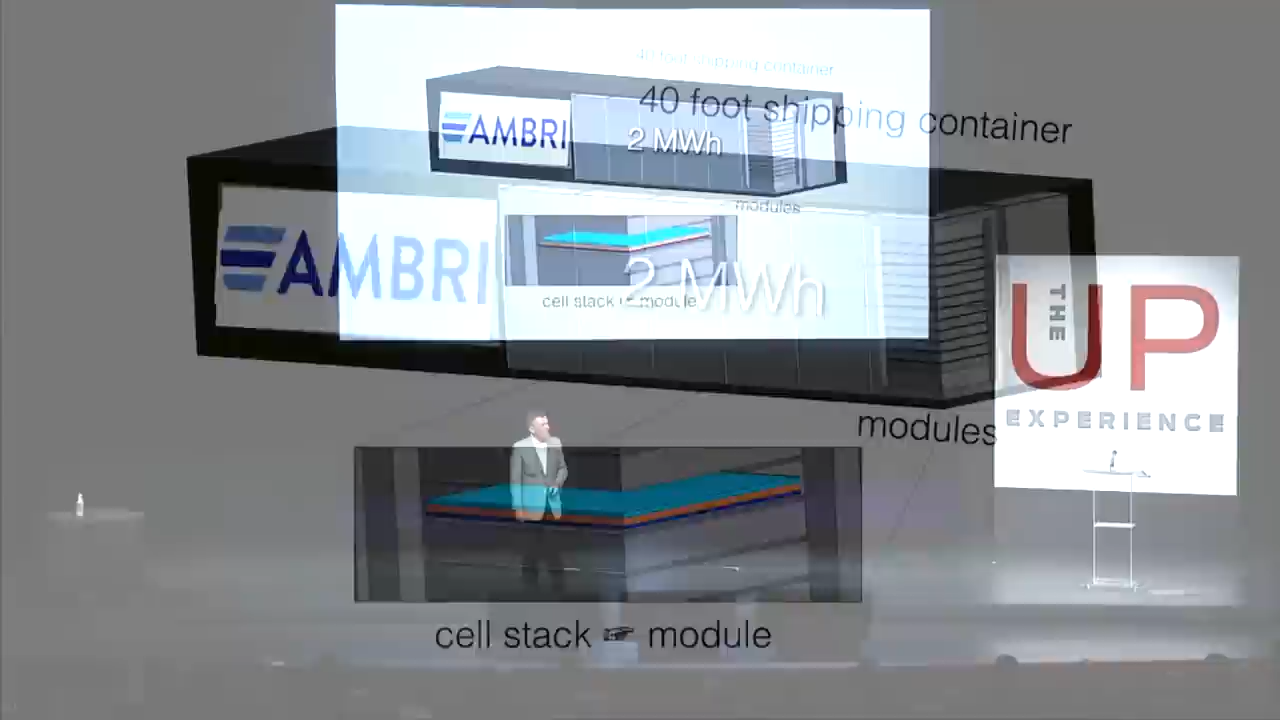 40 foot shipping container
40 foot shipping container
AMBRI
2 MWh
modules
AMBRI
2 MWh
cell stack ☞ module
THE
UP
EXPERIENCE
modules
cell stack ☞ module